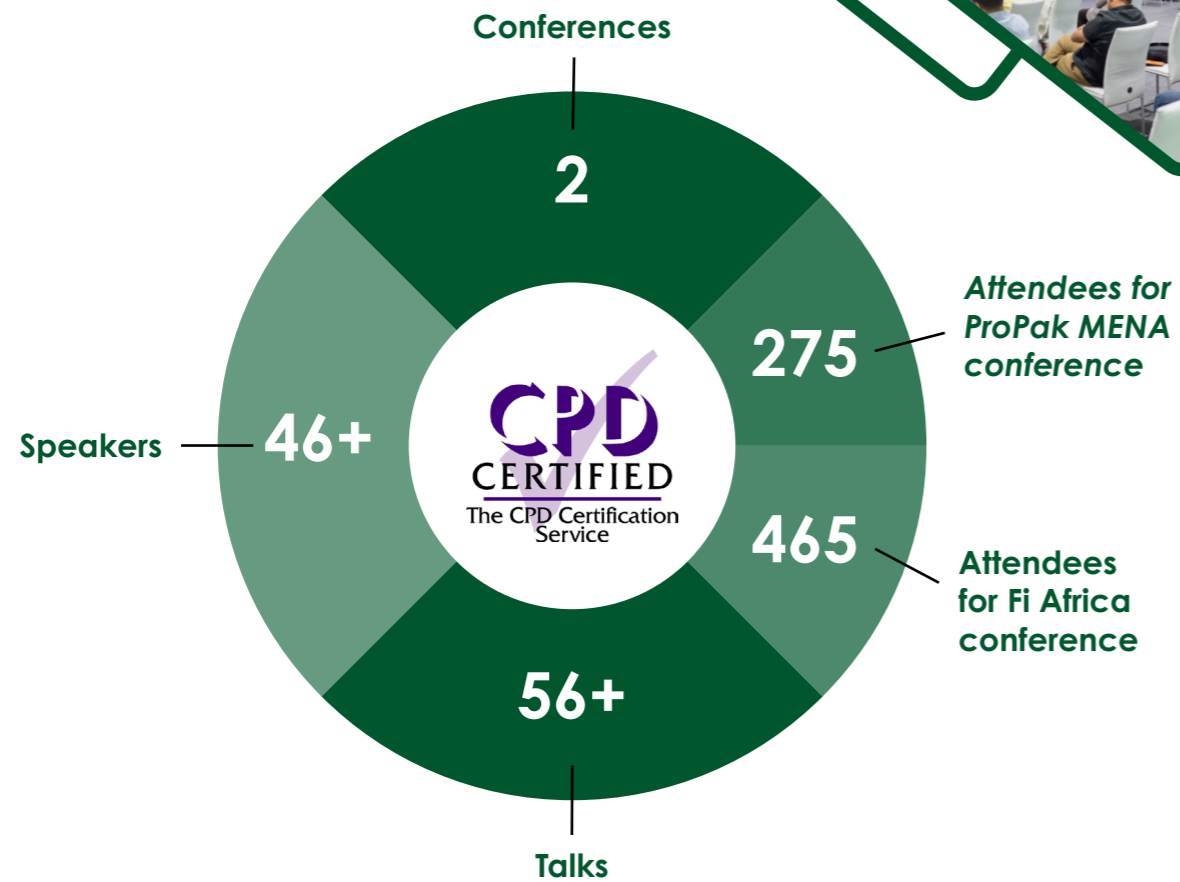 Conferences
2
275
Attendees for
ProPak MENA
conference
Speakers
46+
CPD
CERTIFIED
The CPD Certification
Service
465
Attendees
for Fi Africa
conference
56+
Talks